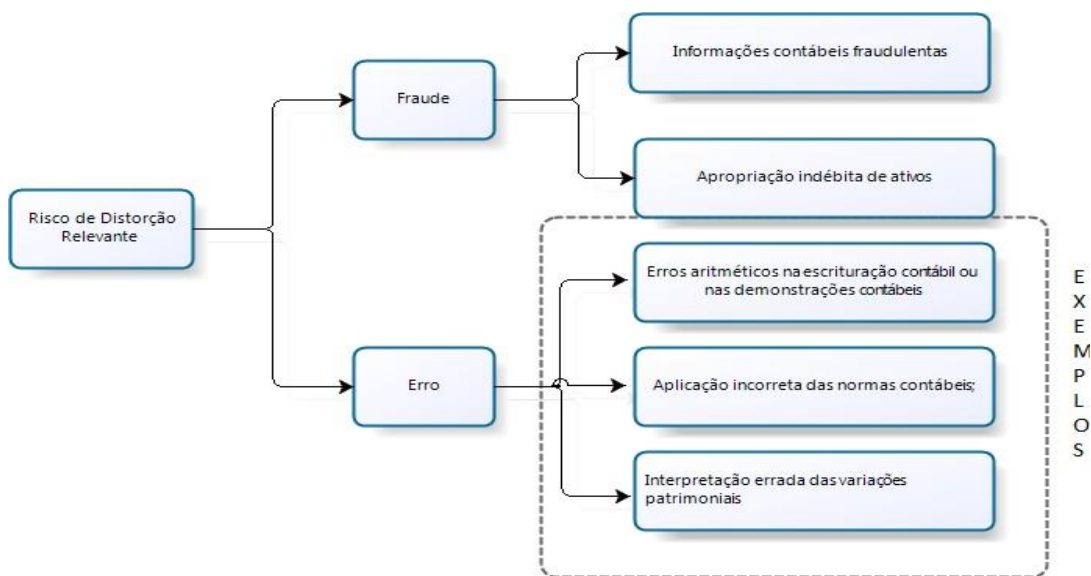 Informações contábeis fraudulentas
Fraude
Apropriação indébita de ativos
Risco de Distorção
Relevante
Erros aritméticos na escrituração contábil ou
nas demonstrações contábeis
Erro
Aplicação incorreta das normas contábeis;
Interpretação errada das variações
patrimoniais
E
X
E
M
P
L
O
S